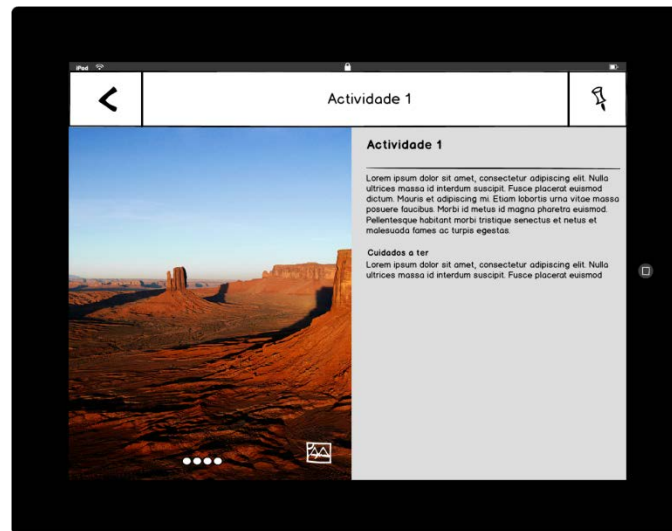 iPod
Actividade 1
Actividade 1
Lorem ipsum dolor sit amet, consectetur adipiscing elit. Nulla
ultrices massa id interdum suscipit. Fusce placerat euismod
dictum. Mauris et adipiscing mi. Etiam lobortis urna vitae massa
posuere faucibus. Morbi id metus id magna pharetra euismod.
Pellentesque habitant morbi tristique senectus et netus et
malesuada fames ac turpis egestas.
Cuidados a ter
Lorem ipsum dolor sit amet, consectetur adipiscing elit. Nulla
ultrices massa id interdum suscipit. Fusce placerat euismod